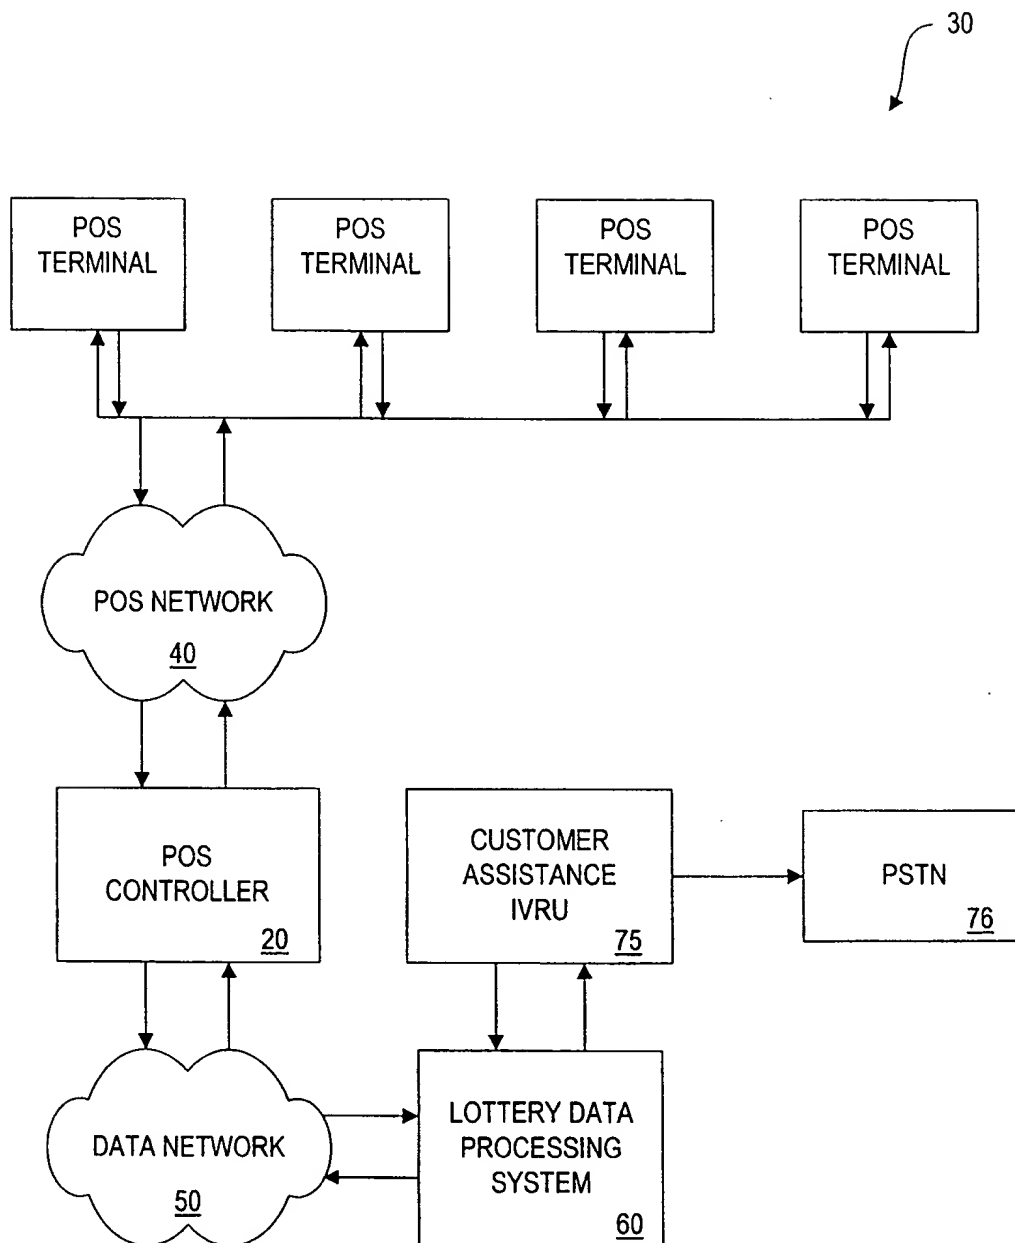 30
POS
TERMINAL
POS
TERMINAL
POS
TERMINAL
POS
TERMINAL
POS NETWORK
40
POS
CONTROLLER
20
CUSTOMER
ASSISTANCE
IVRU
75
PSTN
76
DATA NETWORK
50
LOTTERY DATA
PROCESSING
SYSTEM
60